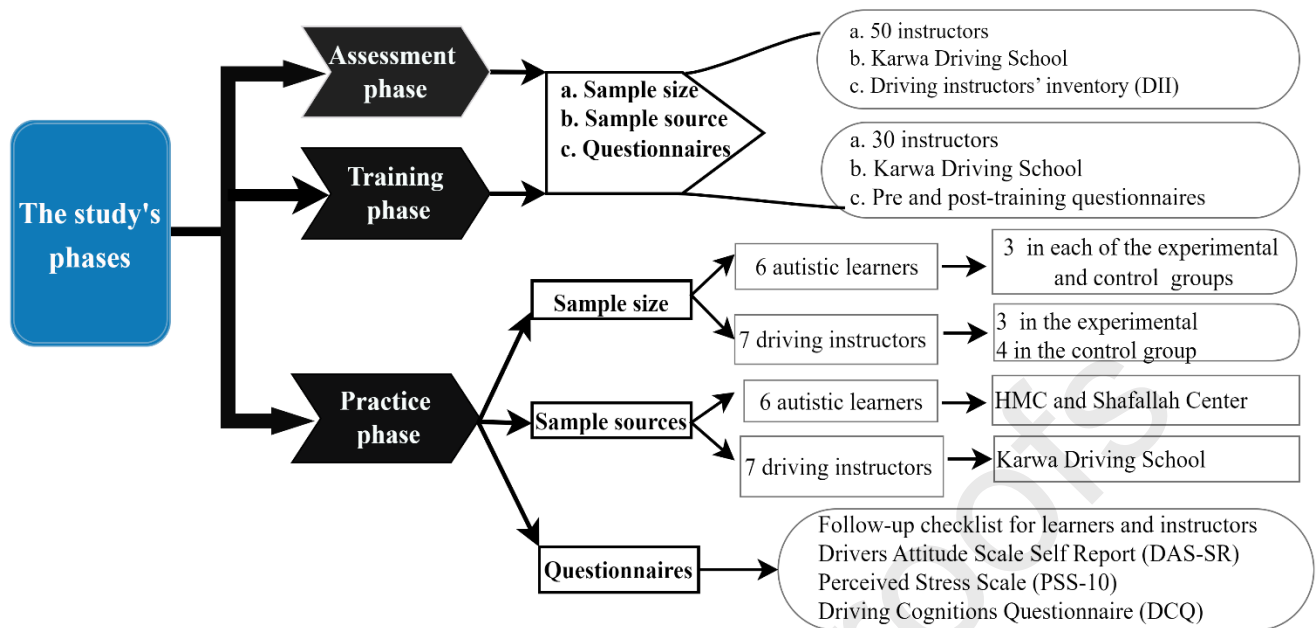 The study's
phases
Assessment
phase
Training
phase
a. Sample size
b. Sample source
c. Questionnaires
a. 50 instructors
b. Karwa Driving School
c. Driving instructors' inventory (DII)
a. 30 instructors
b. Karwa Driving School
c. Pre and post-training questionnaires
Practice
phase
Sample size
6 autistic learners
3 in each of the experimental
and control groups
7 driving instructors
3 in the experimental
4 in the control group
Sample sources
6 autistic learners
HMC and Shafallah Center
7 driving instructors
Karwa Driving School
Questionnaires
Follow-up checklist for learners and instructors
Drivers Attitude Scale Self Report (DAS-SR)
Perceived Stress Scale (PSS-10)
Driving Cognitions Questionnaire (DCQ)